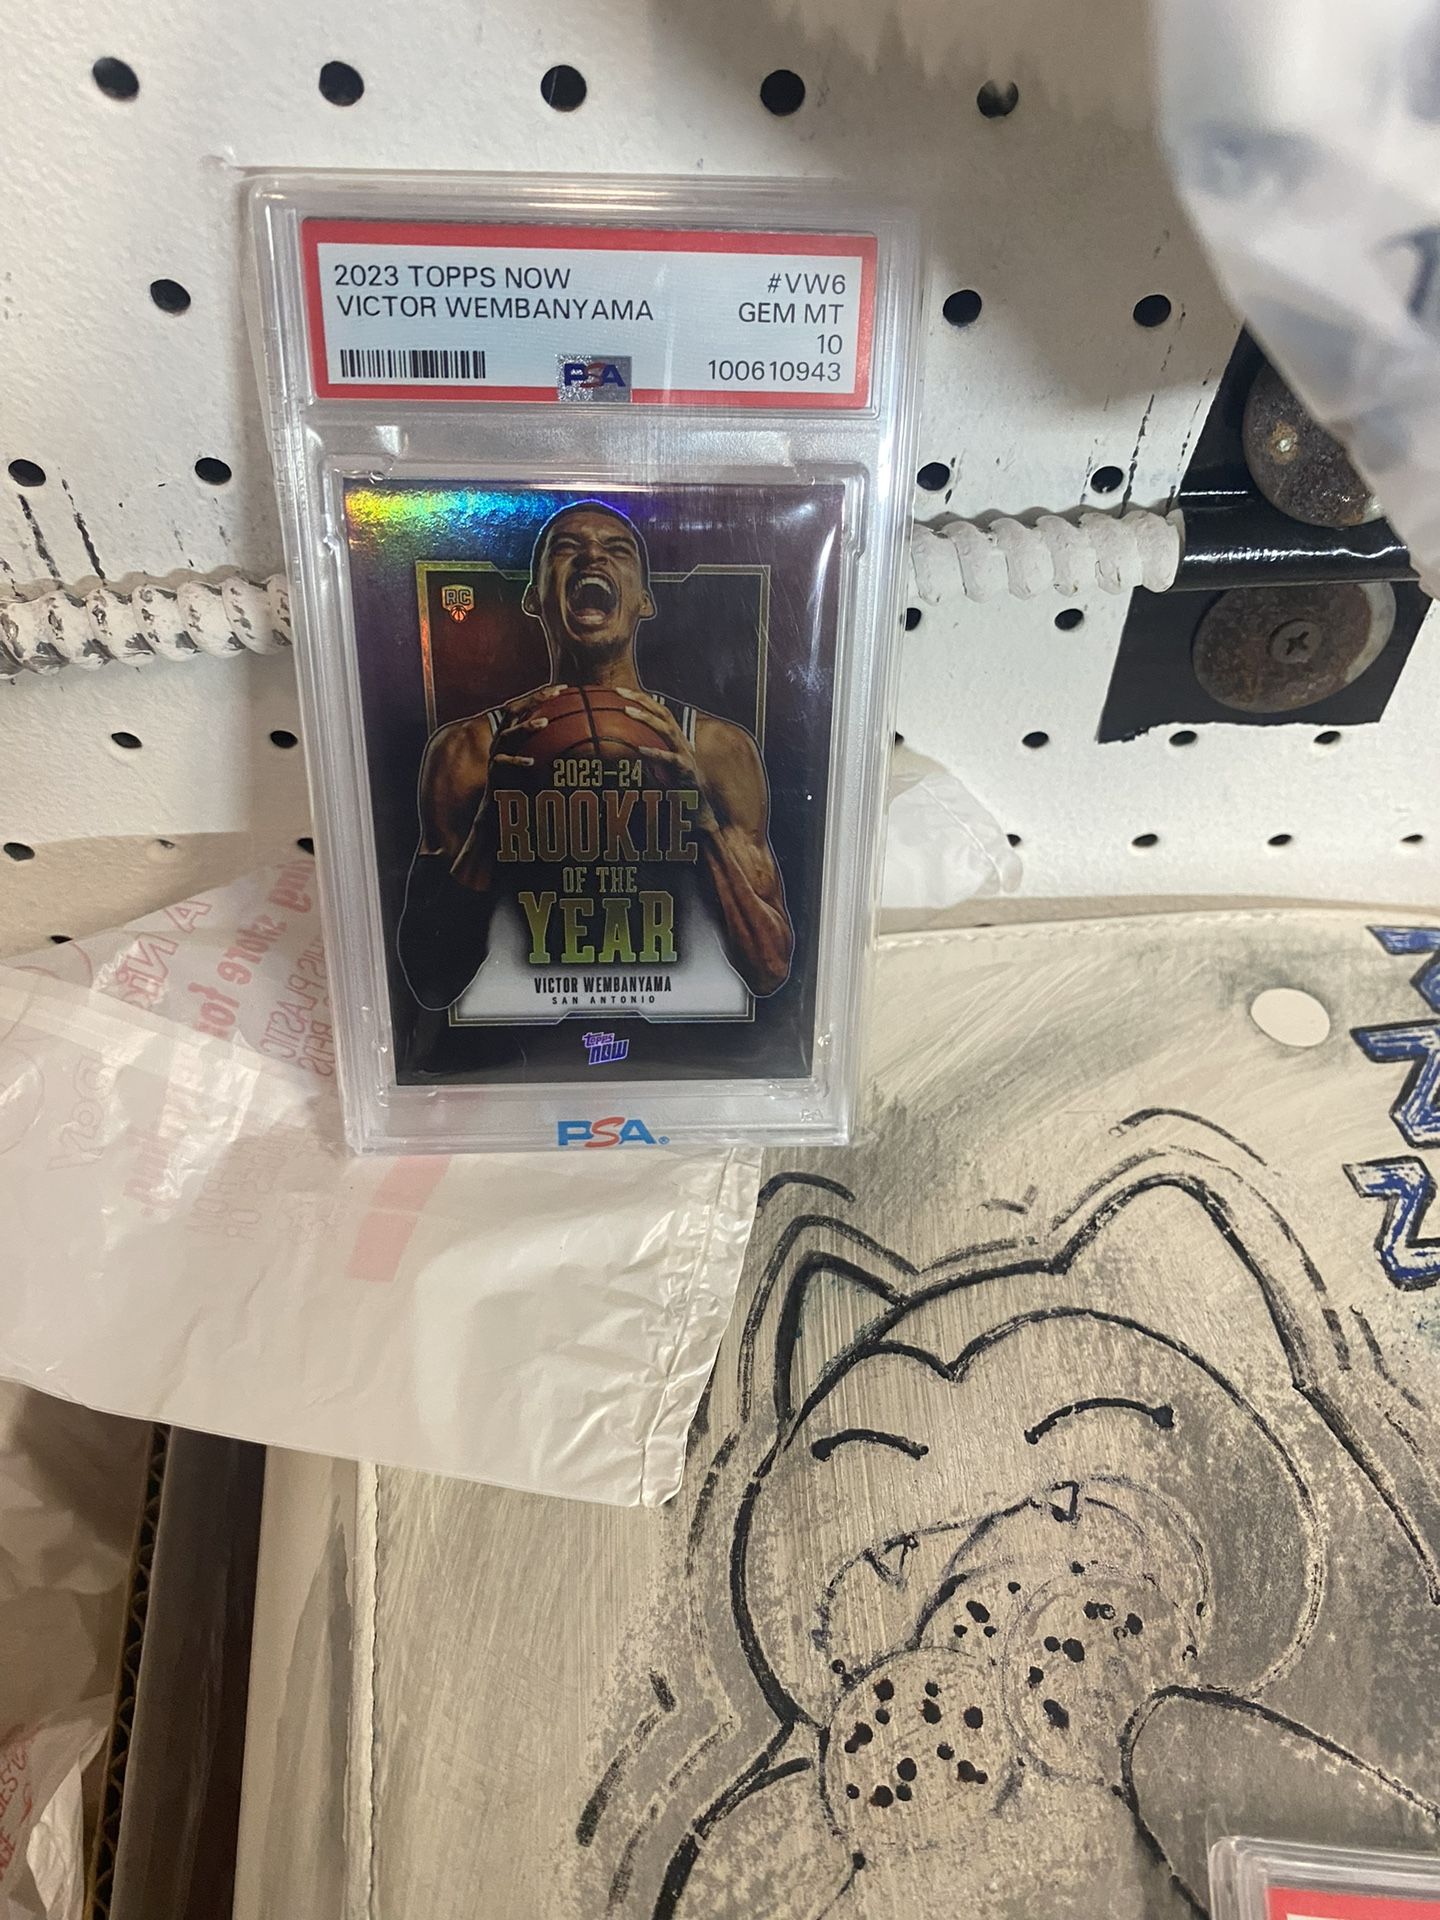 2023 TOPPS NOW #VW6
VICTOR WEMBANYAMA GEM MT
10
PSA 100610943
RC
2023-24
ROOKIE
OF THE
YEAR
VICTOR WEMBANYAMA
SAN ANTONIO
TOPPS
NOW
PSA®